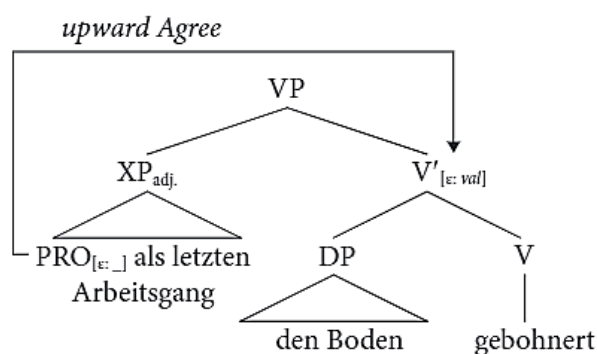 upward Agree
VP
XPadj. V′[ε: val]
PRO[ε: _] als letzten DP V
Arbeitsgang
den Boden gebohnert